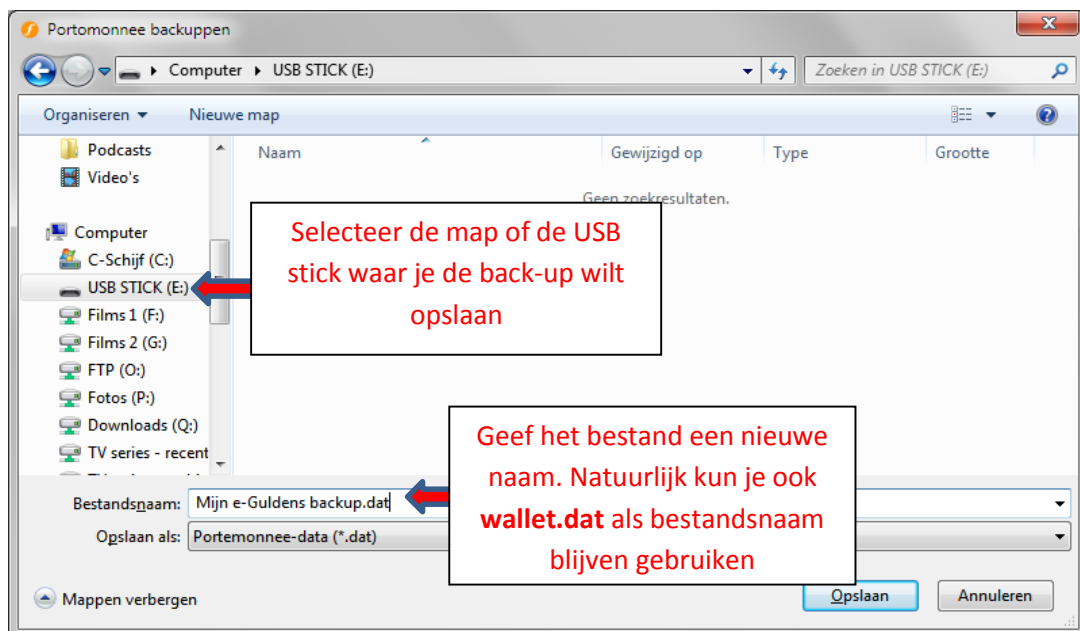 Portomonnee backuppen
Computer USB STICK (E:)
Zoeken in USB STICK (E:)
Organiseren Nieuwe map
Podcasts
Video's
Computer
C-Schijf (C:)
USB STICK (E:)
Films 1 (F:)
Films 2 (G:)
FTP (O:)
Fotos (P:)
Downloads (Q:)
TV series - recent
Naam Gewijzigd op Type Grootte
Geen zoekresultaten.
Selecteer de map of de USB
stick waar je de back-up wilt
opslaan
Geef het bestand een nieuwe
naam. Natuurlijk kun je ook
wallet.dat als bestandsnaam
blijven gebruiken
Bestandsnaam: Mijn e-Guldens backup.dat
Opslaan als: Portemonnee-data (*.dat)
Mappen verbergen
Opslaan Annuleren